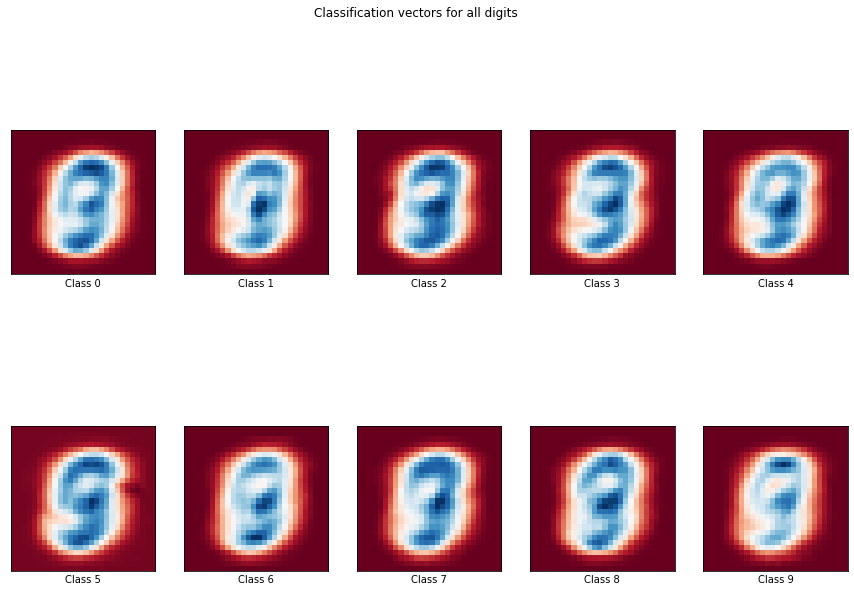 Classification vectors for all digits
Class 0
Class 1
Class 2
Class 3
Class 4
Class 5
Class 6
Class 7
Class 8
Class 9